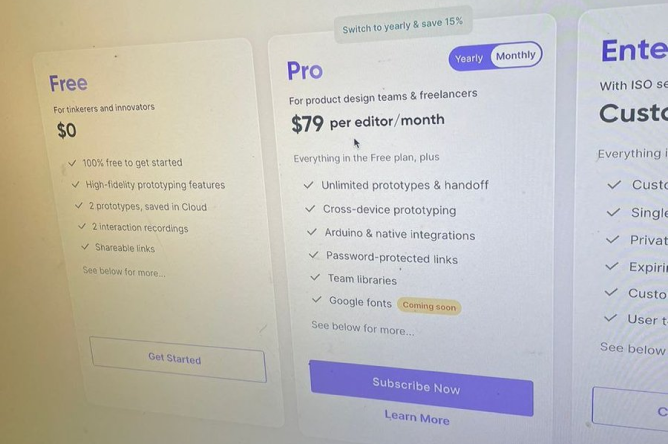 Switch to yearly & save 15%
Free
For tinkerers and innovators
$0
100% free to get started
High-fidelity prototyping features
2 prototypes, saved in Cloud
2 interaction recordings
Shareable links
See below for more...
Get Started
Pro
Yearly Monthly
For product design teams & freelancers
$79 per editor/month
Everything in the Free plan, plus
Unlimited prototypes & handoff
Cross-device prototyping
Arduino & native integrations
Password-protected links
Team libraries
Google fonts Coming soon
See below for more...
Subscribe Now
Learn More
Ente
With ISO se
Custo
Everything i
Custo
Single
Privat
Expirin
Custo
User t
See below
C